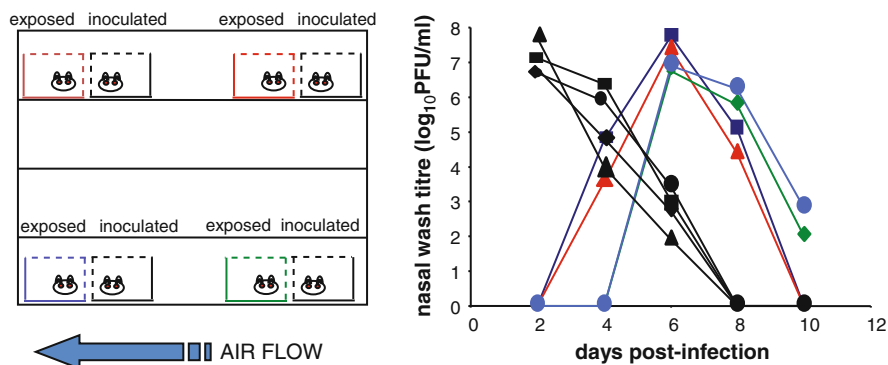 exposed inoculated exposed inoculated
exposed inoculated exposed inoculated
AIR FLOW
nasal wash titre (log10PFU/ml)
8
7
6
5
4
3
2
1
0
0 2 4 6 8 10 12
days post-infection